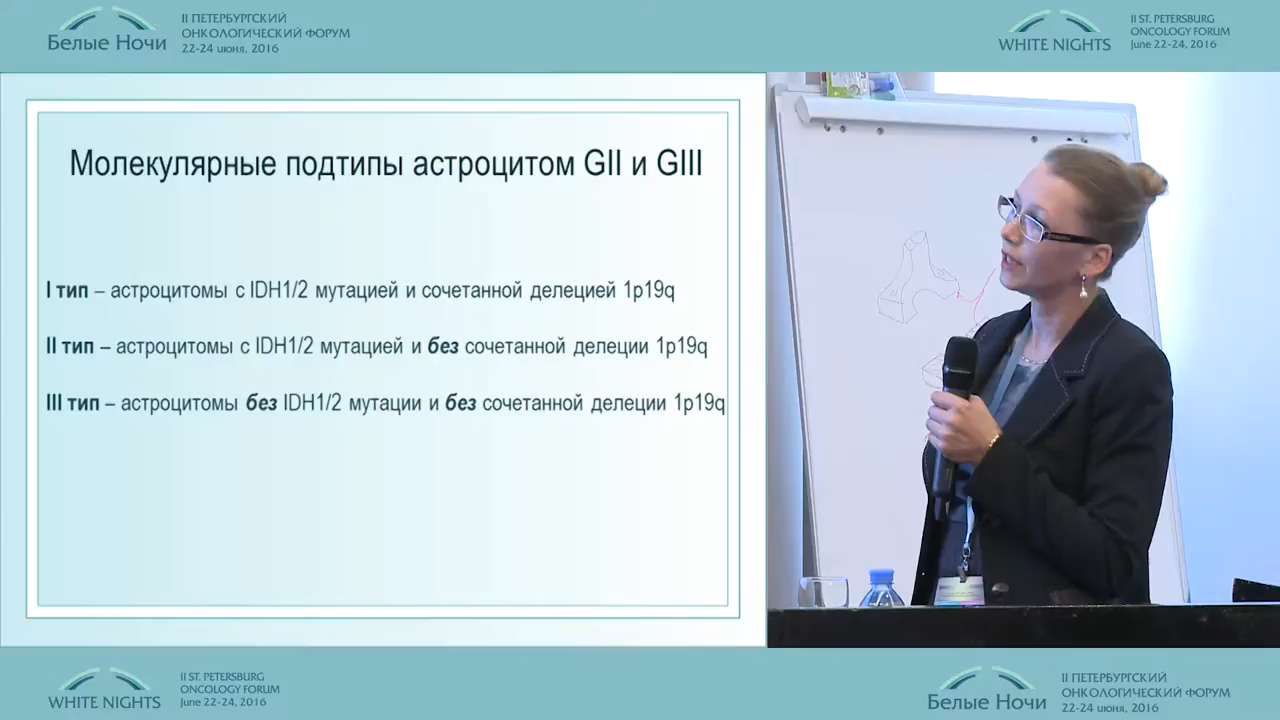 Белые Ночи
II ПЕТЕРБУРГСКИЙ
ОНКОЛОГИЧЕСКИЙ ФОРУМ
22-24 июня, 2016
WHITE NIGHTS
II ST. PETERSBURG
ONCOLOGY FORUM
June 22-24, 2016
Молекулярные подтипы астроцитом GII и GIII
I тип – астроцитомы с IDH1/2 мутацией и сочетанной делецией 1p19q
II тип – астроцитомы с IDH1/2 мутацией и без сочетанной делеции 1p19q
III тип – астроцитомы без IDH1/2 мутации и без сочетанной делеции 1p19q
WHITE NIGHTS
II ST. PETERSBURG
ONCOLOGY FORUM
June 22-24, 2016
Белые Ночи
II ПЕТЕРБУРГСКИЙ
ОНКОЛОГИЧЕСКИЙ ФОРУМ
22-24 июня, 2016